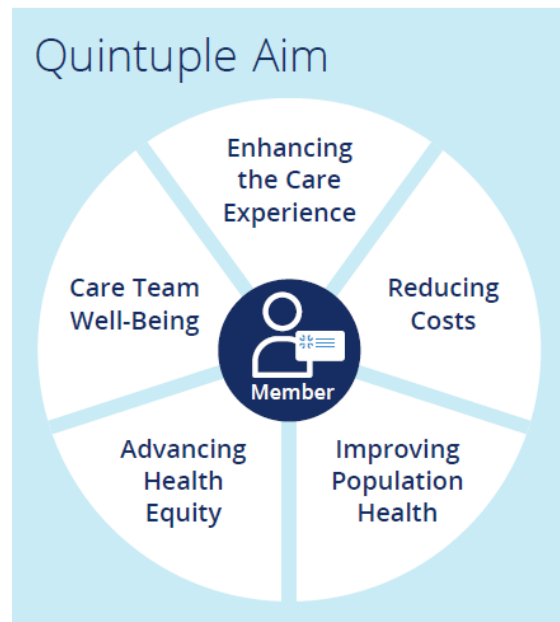 Quintuple Aim
Enhancing
the Care
Experience
Care Team
Well-Being
Reducing
Costs
Member
Advancing
Health
Equity
Improving
Population
Health